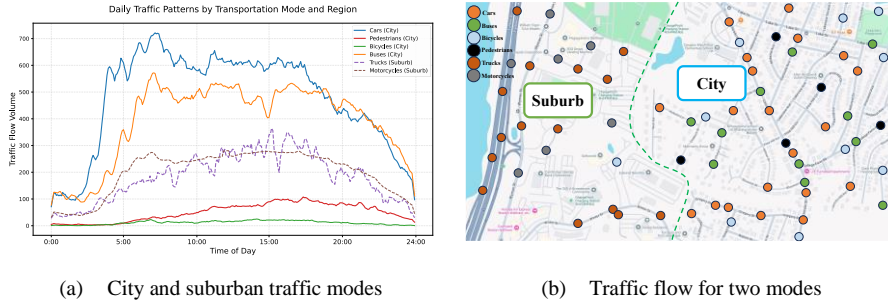 Daily Traffic Patterns by Transportation Mode and Region
Cars (City)
Pedestrians (City)
Bicycles (City)
Buses (City)
Trucks (Suburb)
Motorcycles (Suburb)
Traffic Flow Volume
700
600
500
400
300
200
100
0
0:00 5:00 10:00 15:00 20:00 24:00
Time of Day
(a) City and suburban traffic modes
Cars
Buses
Bicycles
Pedestrians
Trucks
Motorcycles
Suburb
City
(b) Traffic flow for two modes